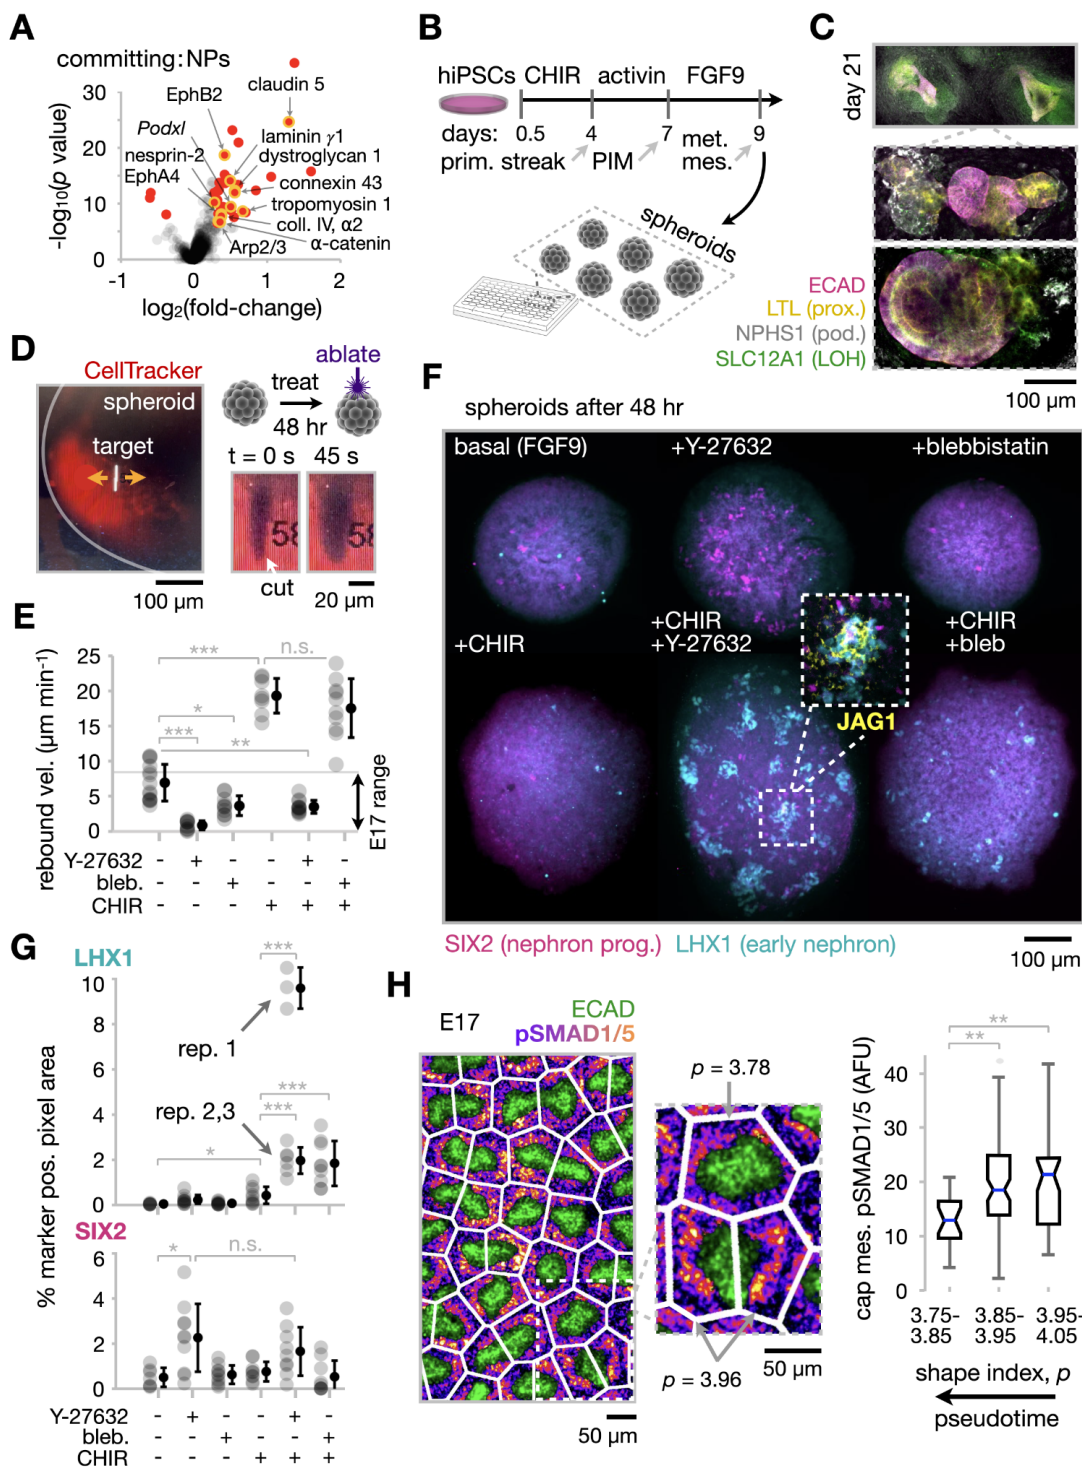 A
committing:NPs
-log10(p value)
30
20
10
0
-1
0
1
2
log2(fold-change)
EphB2
claudin 5
Podxl
nesprin-2
EphA4
laminin γ1
dystroglycan 1
connexin 43
tropomyosin 1
coll. IV, α2
α-catenin
Arp2/3
B
hiPSCs CHIR activin FGF9
days: 0.5 4 7 9
prim. streak
PIM
met.
mes.
spheroids
C
day 21
ECAD
LTL (prox.)
NPHS1 (pod.)
SLC12A1 (LOH)
100 µm
D
CellTracker
spheroid
target
100 µm
ablate
treat
48 hr
t = 0 s
45 s
58
58
cut
20 µm
E
rebound vel. (µm min-1)
25
20
15
10
5
0
***
n.s.
*
***
**
E17 range
Y-27632 - + - - + -
bleb. - - + - - +
CHIR - - - + + +
F
spheroids after 48 hr
basal (FGF9)
+Y-27632
+blebbistatin
+CHIR
+CHIR
+Y-27632
+CHIR
+bleb
JAG1
SIX2 (nephron prog.) LHX1 (early nephron)
100 µm
G
LHX1
% marker pos. pixel area
10
8
6
4
2
0
***
rep. 1
rep. 2,3
***
***
*
SIX2
6
4
2
0
*
n.s.
Y-27632 - + - - + -
bleb. - - + - - +
CHIR - - - + + +
H
E17
ECAD
pSMAD1/5
50 µm
p = 3.78
p = 3.96
50 µm
cap mes. pSMAD1/5 (AFU)
40
30
20
10
0
**
**
3.75-
3.85
3.85-
3.95
3.95-
4.05
shape index, p
pseudotime